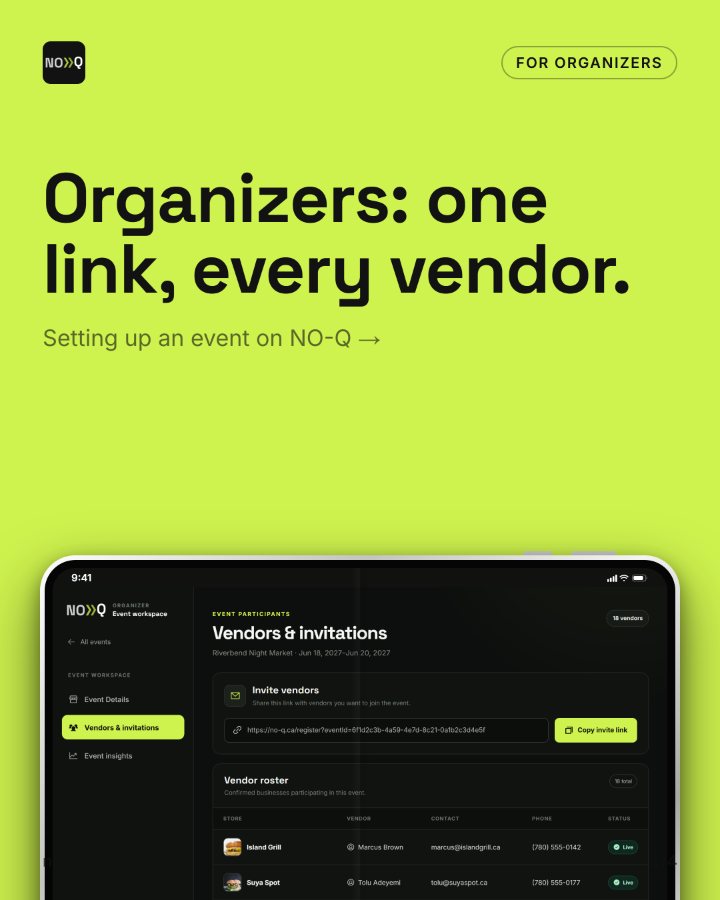 NO»Q
FOR ORGANIZERS
Organizers: one
link, every vendor.
Setting up an event on NO-Q →
9:41
NO»Q
ORGANIZER
Event workspace
← All events
EVENT WORKSPACE
Event Details
Vendors & invitations
Event insights
EVENT PARTICIPANTS
Vendors & invitations
18 vendors
Riverbend Night Market · Jun 18, 2027–Jun 20, 2027
Invite vendors
Share this link with vendors you want to join the event.
https://no-q.ca/register?eventId=6f1d2c3b-4a59-4e7d-8c21-0a1b2c3d4e5f
Copy invite link
Vendor roster
18 total
Confirmed businesses participating in this event.
STORE VENDOR CONTACT PHONE STATUS
Island Grill Marcus Brown marcus@islandgrill.ca (780) 555-0142 Live
Suya Spot Tolu Adeyemi tolu@suyaspot.ca (780) 555-0177 Live